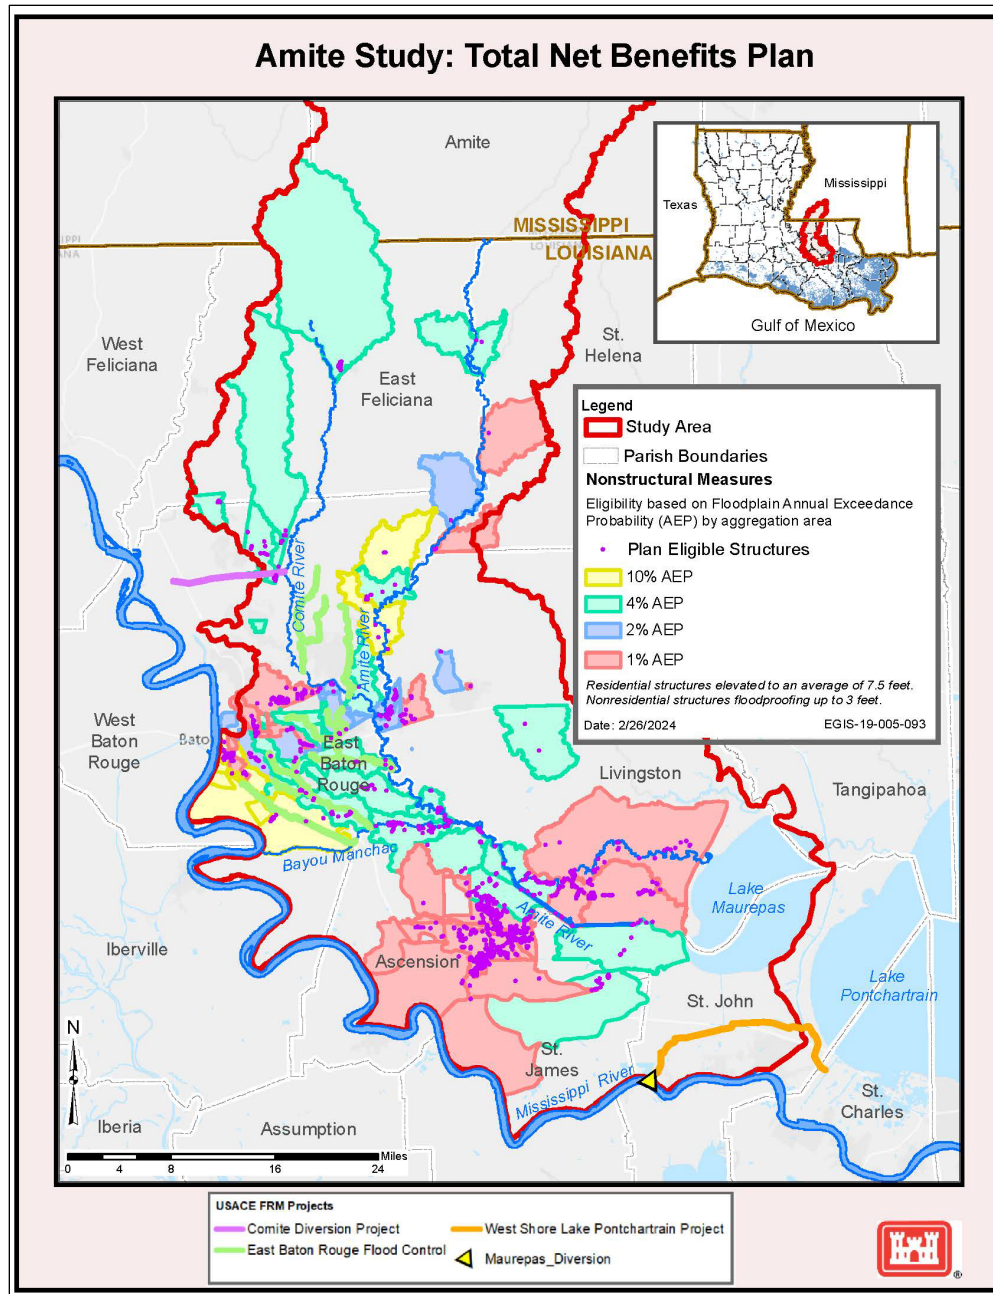 Amite Study: Total Net Benefits Plan
Amite
MISSISSIPPI
LOUISIANA
Texas
Mississippi
Gulf of Mexico
West
Feliciana
East
Feliciana
St.
Helena
Legend
Study Area
Parish Boundaries
Nonstructural Measures
Eligibility based on Floodplain Annual Exceedance
Probability (AEP) by aggregation area
Plan Eligible Structures
10% AEP
4% AEP
2% AEP
1% AEP
Residential structures elevated to an average of 7.5 feet.
Nonresidential structures floodproofing up to 3 feet.
Date: 2/26/2024
EGIS-19-005-093
Comite River
Amite River
West
Baton
Rouge
Bato
East
Baton
Rouge
Livingston
Tangipahoa
Bayou Manchac
Lake
Maurepas
Amite River
Iberville
Ascension
Lake
Pontchartrain
St. John
N
St.
James
Mississippi River
St.
Charles
Iberia
Assumption
Miles
0 4 8 16 24
USACE FRM Projects
Comite Diversion Project
West Shore Lake Pontchartrain Project
East Baton Rouge Flood Control
Maurepas_Diversion
®